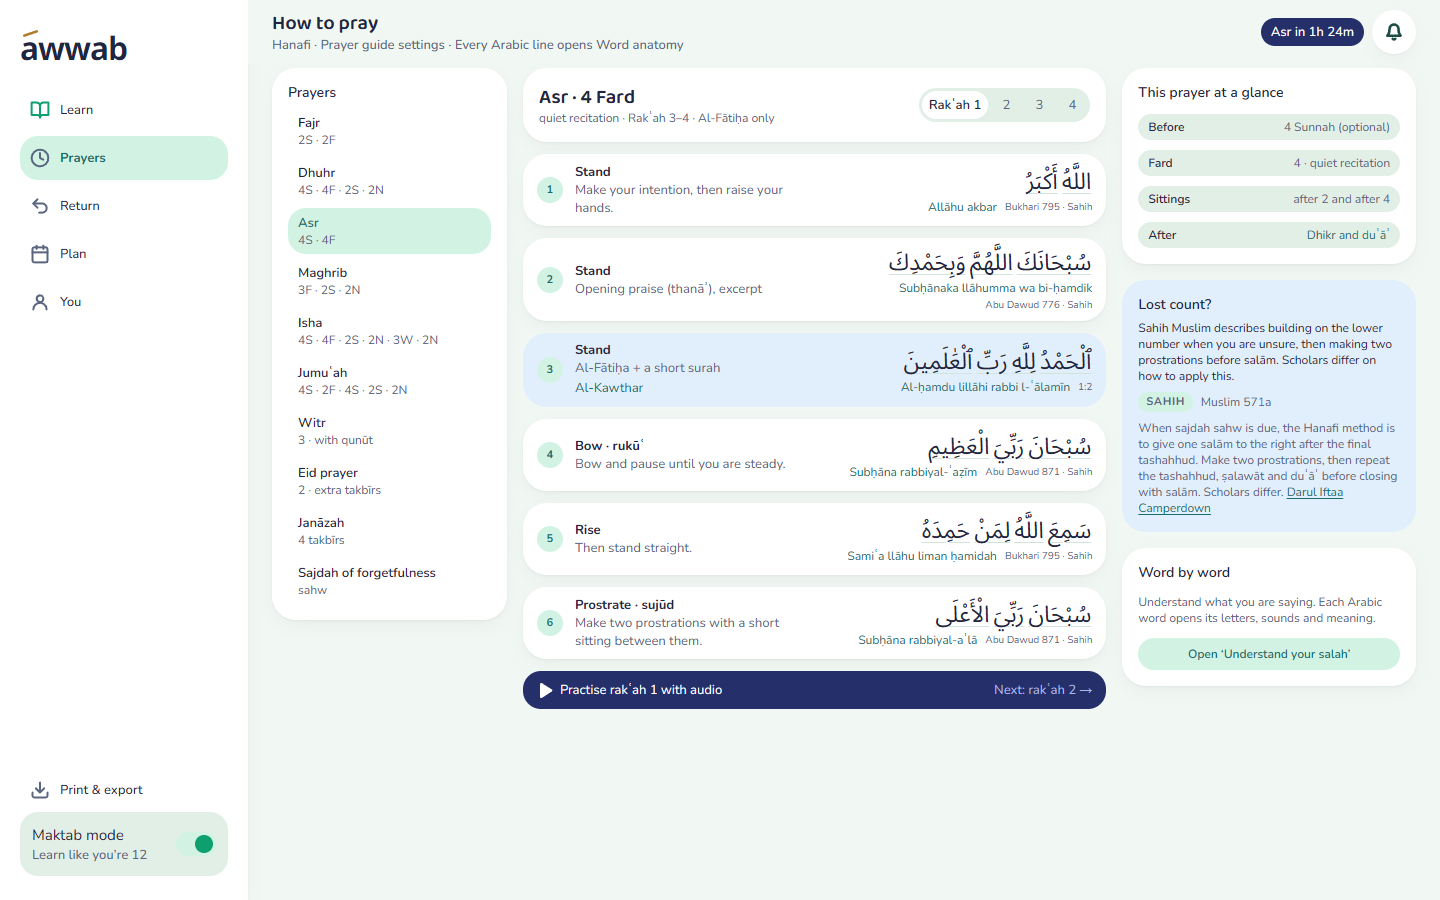 awwab
Learn
Prayers
Return
Plan
You
Print & export
Maktab mode
Learn like you’re 12
How to pray
Hanafi · Prayer guide settings · Every Arabic line opens Word anatomy
Asr in 1h 24m
Prayers
Fajr
2S · 2F
Dhuhr
4S · 4F · 2S · 2N
Asr
4S · 4F
Maghrib
3F · 2S · 2N
Isha
4S · 4F · 2S · 2N · 3W · 2N
Jumuʿah
4S · 2F · 4S · 2S · 2N
Witr
3 · with qunūt
Eid prayer
2 · extra takbīrs
Janāzah
4 takbīrs
Sajdah of forgetfulness
sahw
Asr · 4 Fard
quiet recitation · Rakʿah 3–4 · Al-Fātiḥa only
Rakʿah 1 2 3 4
1
Stand
Make your intention, then raise your
hands.
اللَّهُ أَكْبَرُ
Allāhu akbar Bukhari 795 · Sahih
2
Stand
Opening praise (thanāʾ), excerpt
سُبْحَانَكَ اللَّهُمَّ وَبِحَمْدِكَ
Subḥānaka llāhumma wa bi-ḥamdik
Abu Dawud 776 · Sahih
3
Stand
Al-Fātiḥa + a short surah
Al-Kawthar
ٱلْحَمْدُ لِلَّهِ رَبِّ ٱلْعَٰلَمِينَ
Al-ḥamdu lillāhi rabbi l-ʿālamīn 1:2
4
Bow · rukūʿ
Bow and pause until you are steady.
سُبْحَانَ رَبِّيَ الْعَظِيمِ
Subḥāna rabbiyal-ʿaẓīm Abu Dawud 871 · Sahih
5
Rise
Then stand straight.
سَمِعَ اللَّهُ لِمَنْ حَمِدَهُ
Samiʿa llāhu liman ḥamidah Bukhari 795 · Sahih
6
Prostrate · sujūd
Make two prostrations with a short
sitting between them.
سُبْحَانَ رَبِّيَ الْأَعْلَى
Subḥāna rabbiyal-aʿlā Abu Dawud 871 · Sahih
Practise rakʿah 1 with audio
Next: rakʿah 2 →
This prayer at a glance
Before 4 Sunnah (optional)
Fard 4 · quiet recitation
Sittings after 2 and after 4
After Dhikr and duʿāʾ
Lost count?
Sahih Muslim describes building on the lower
number when you are unsure, then making two
prostrations before salām. Scholars differ on
how to apply this.
SAHIH Muslim 571a
When sajdah sahw is due, the Hanafi method is
to give one salām to the right after the final
tashahhud. Make two prostrations, then repeat
the tashahhud, ṣalawāt and duʿāʾ before closing
with salām. Scholars differ. Darul Iftaa
Camperdown
Word by word
Understand what you are saying. Each Arabic
word opens its letters, sounds and meaning.
Open ‘Understand your salah’